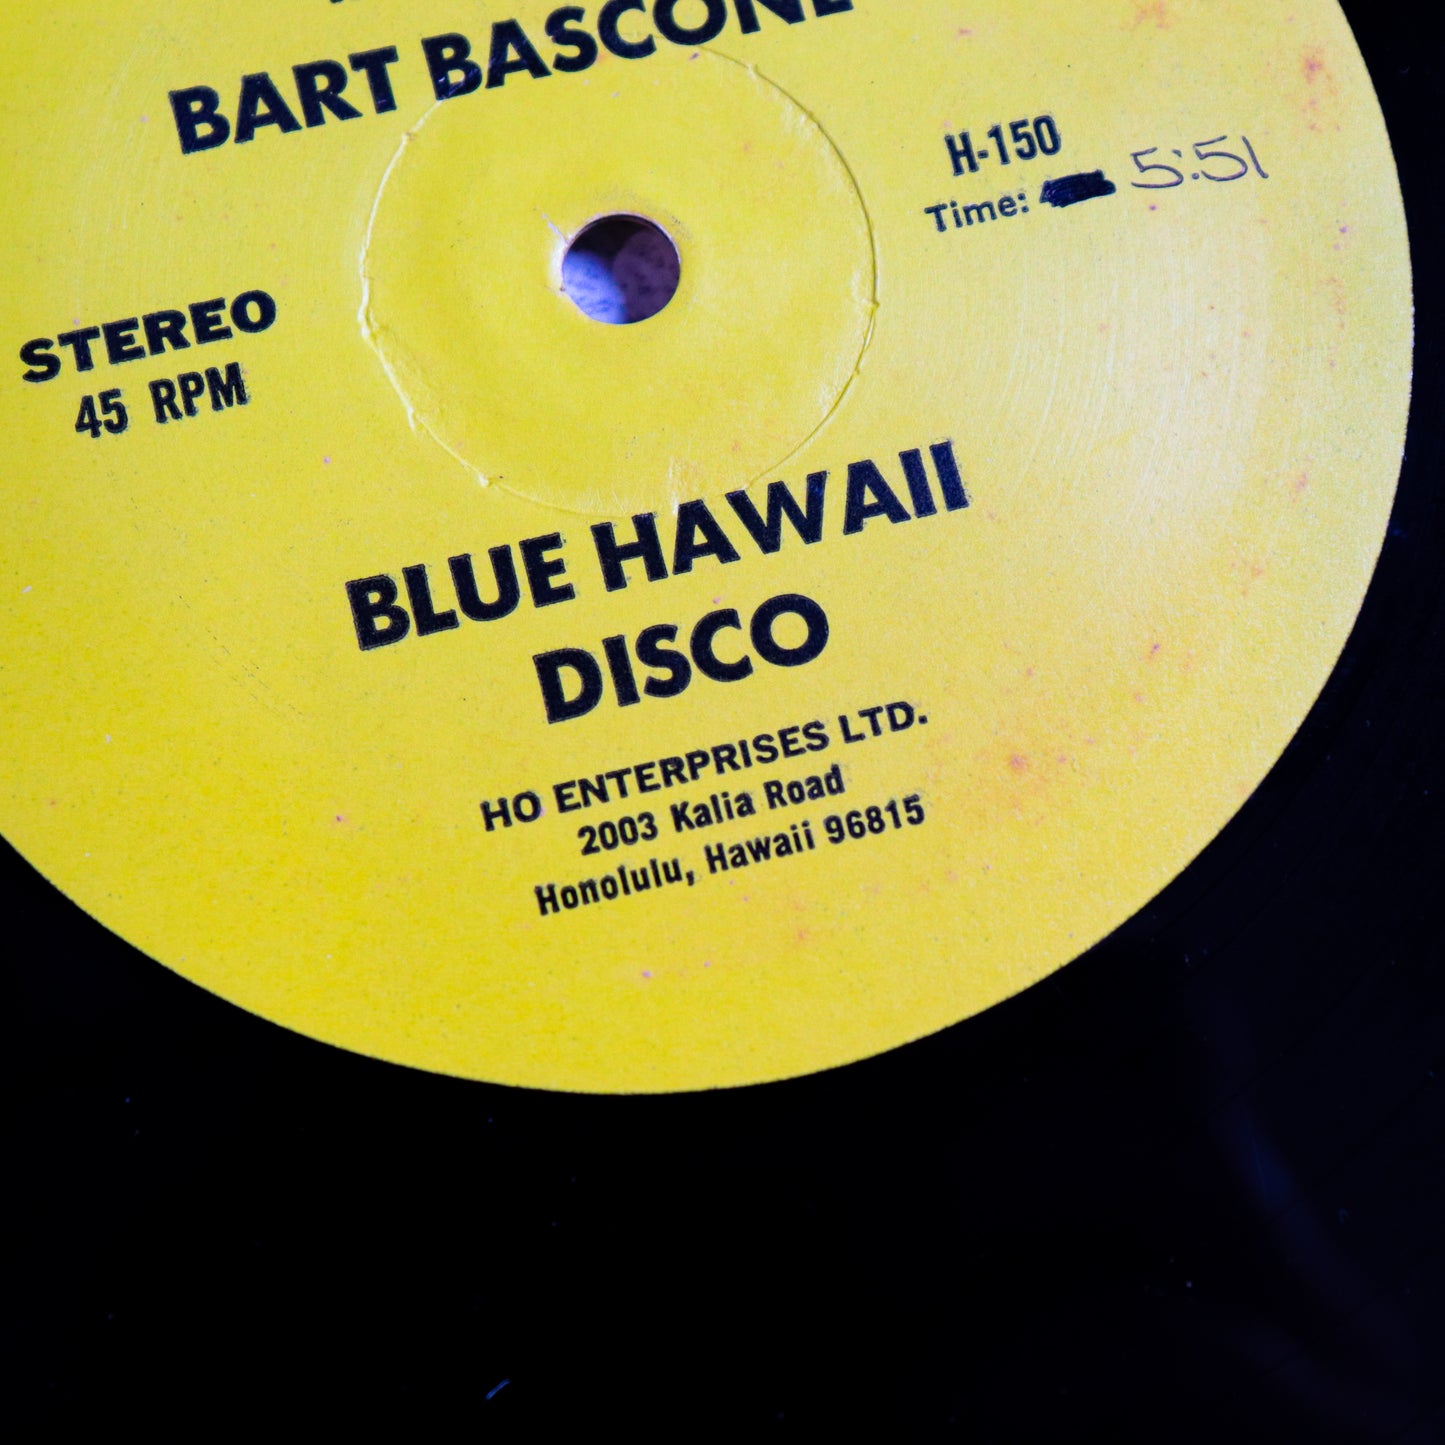 BART BASCONE
H-150
Time: 5:51
STEREO
45 RPM
BLUE HAWAII
DISCO
HO ENTERPRISES LTD.
2003 Kalia Road
Honolulu, Hawaii 96815